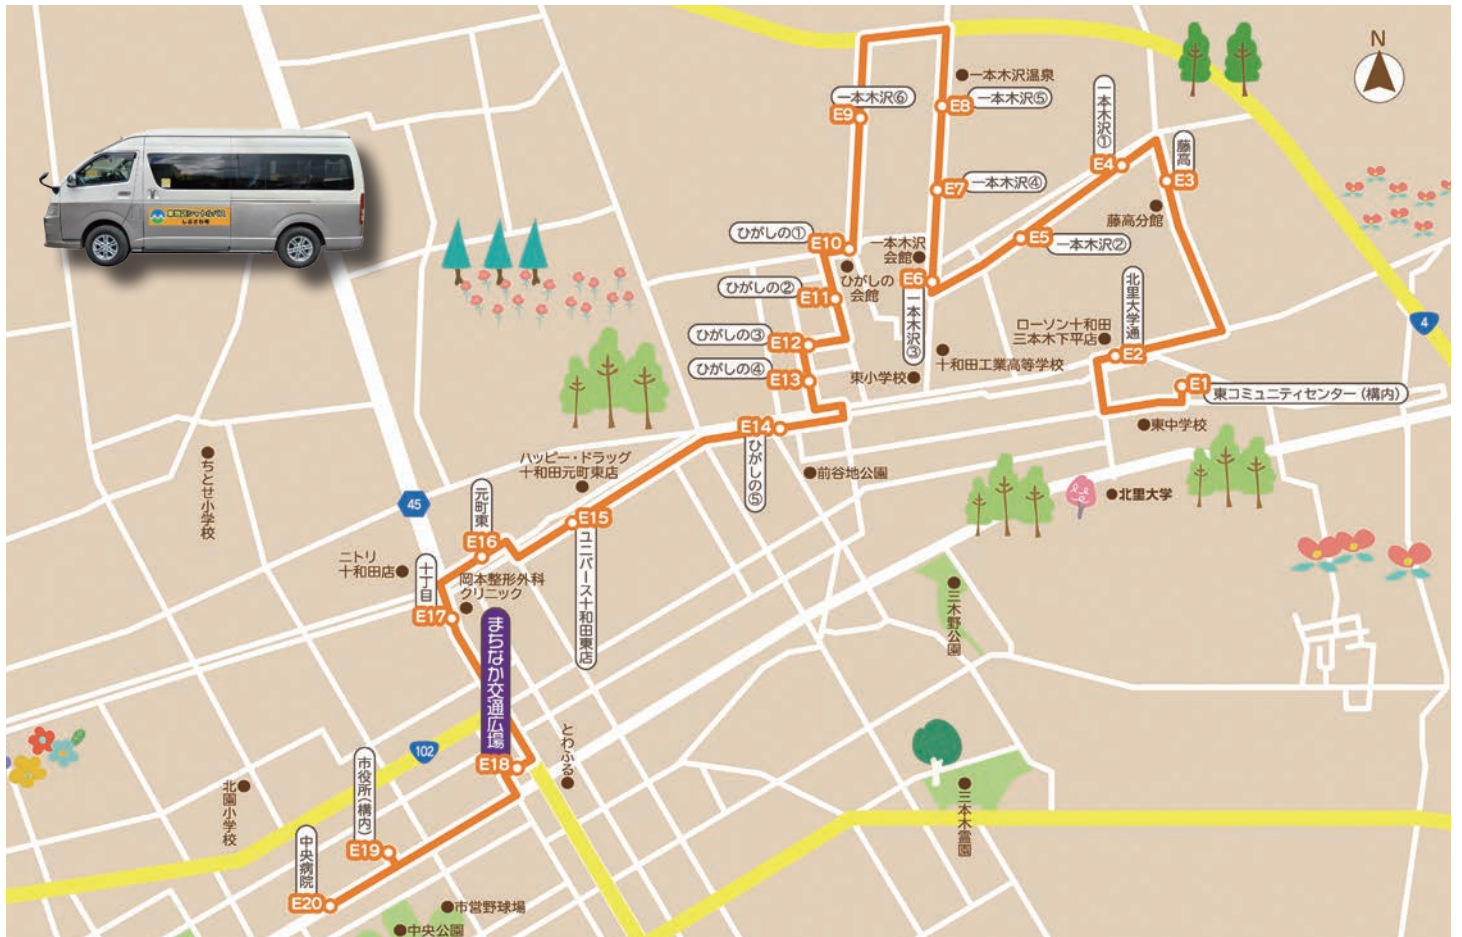 N
一本木沢温泉
一本木沢⑥
E9
E8
一本木沢⑤
一本木沢①
E4
藤高
E3
E7
一本木沢④
藤高分館
ひがしの①
E10
一本木沢
会館
E5
一本木沢②
E6
ひがしの
会館
ひがしの②
E11
一本木沢③
北里大学通
ローソン十和田
三本木下平店
E2
4
ひがしの③
E12
十和田工業高等学校
ひがしの④
E13
東小学校
E1
東コミュニティセンター(構内)
東中学校
E14
ひがしの⑤
前谷地公園
北里大学
ハッピー・ドラッグ
十和田元町東店
ちとせ小学校
45
元町東
E16
E15
ユニバース十和田東店
ニトリ
十和田店
十丁目
E17
岡本整形外科
クリニック
三木野公園
まちなか交通広場
E18
とわふる
102
市役所(構内)
E19
北園小学校
三本木霊園
中央病院
E20
市営野球場
中央公園